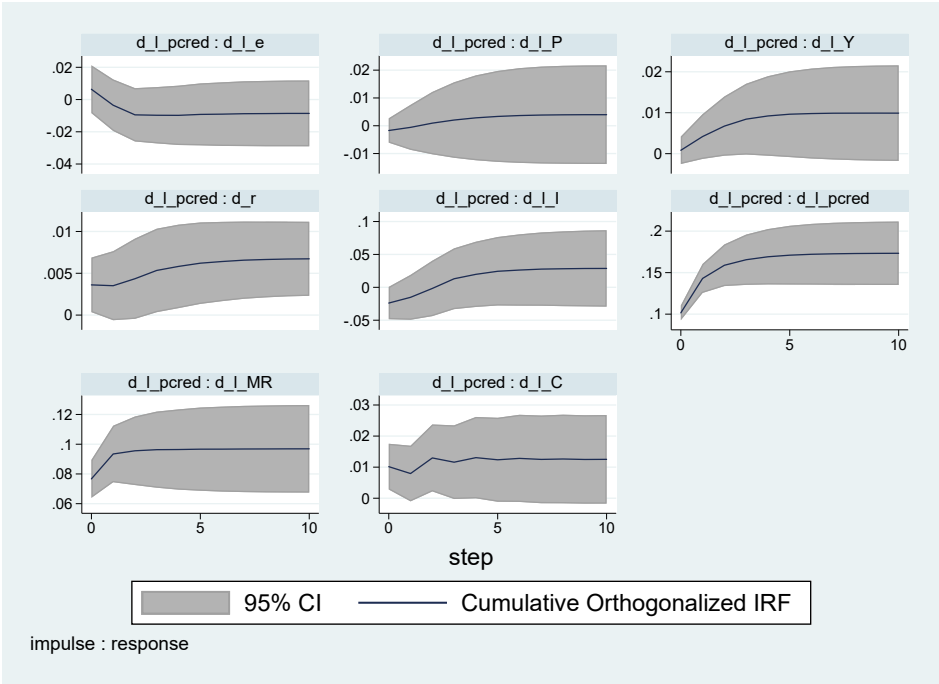 d_l_pcred : d_l_e
.02
0
-.02
-.04
d_l_pcred : d_l_P
.02
.01
0
-.01
d_l_pcred : d_l_Y
.02
.01
0
d_l_pcred : d_r
.01
.005
0
d_l_pcred : d_l_I
.1
.05
0
-.05
d_l_pcred : d_l_pcred
.2
.15
.1
0 5 10
d_l_pcred : d_l_MR
.12
.1
.08
.06
0 5 10
d_l_pcred : d_l_C
.03
.02
.01
0
0 5 10
step
95% CI Cumulative Orthogonalized IRF
impulse : response